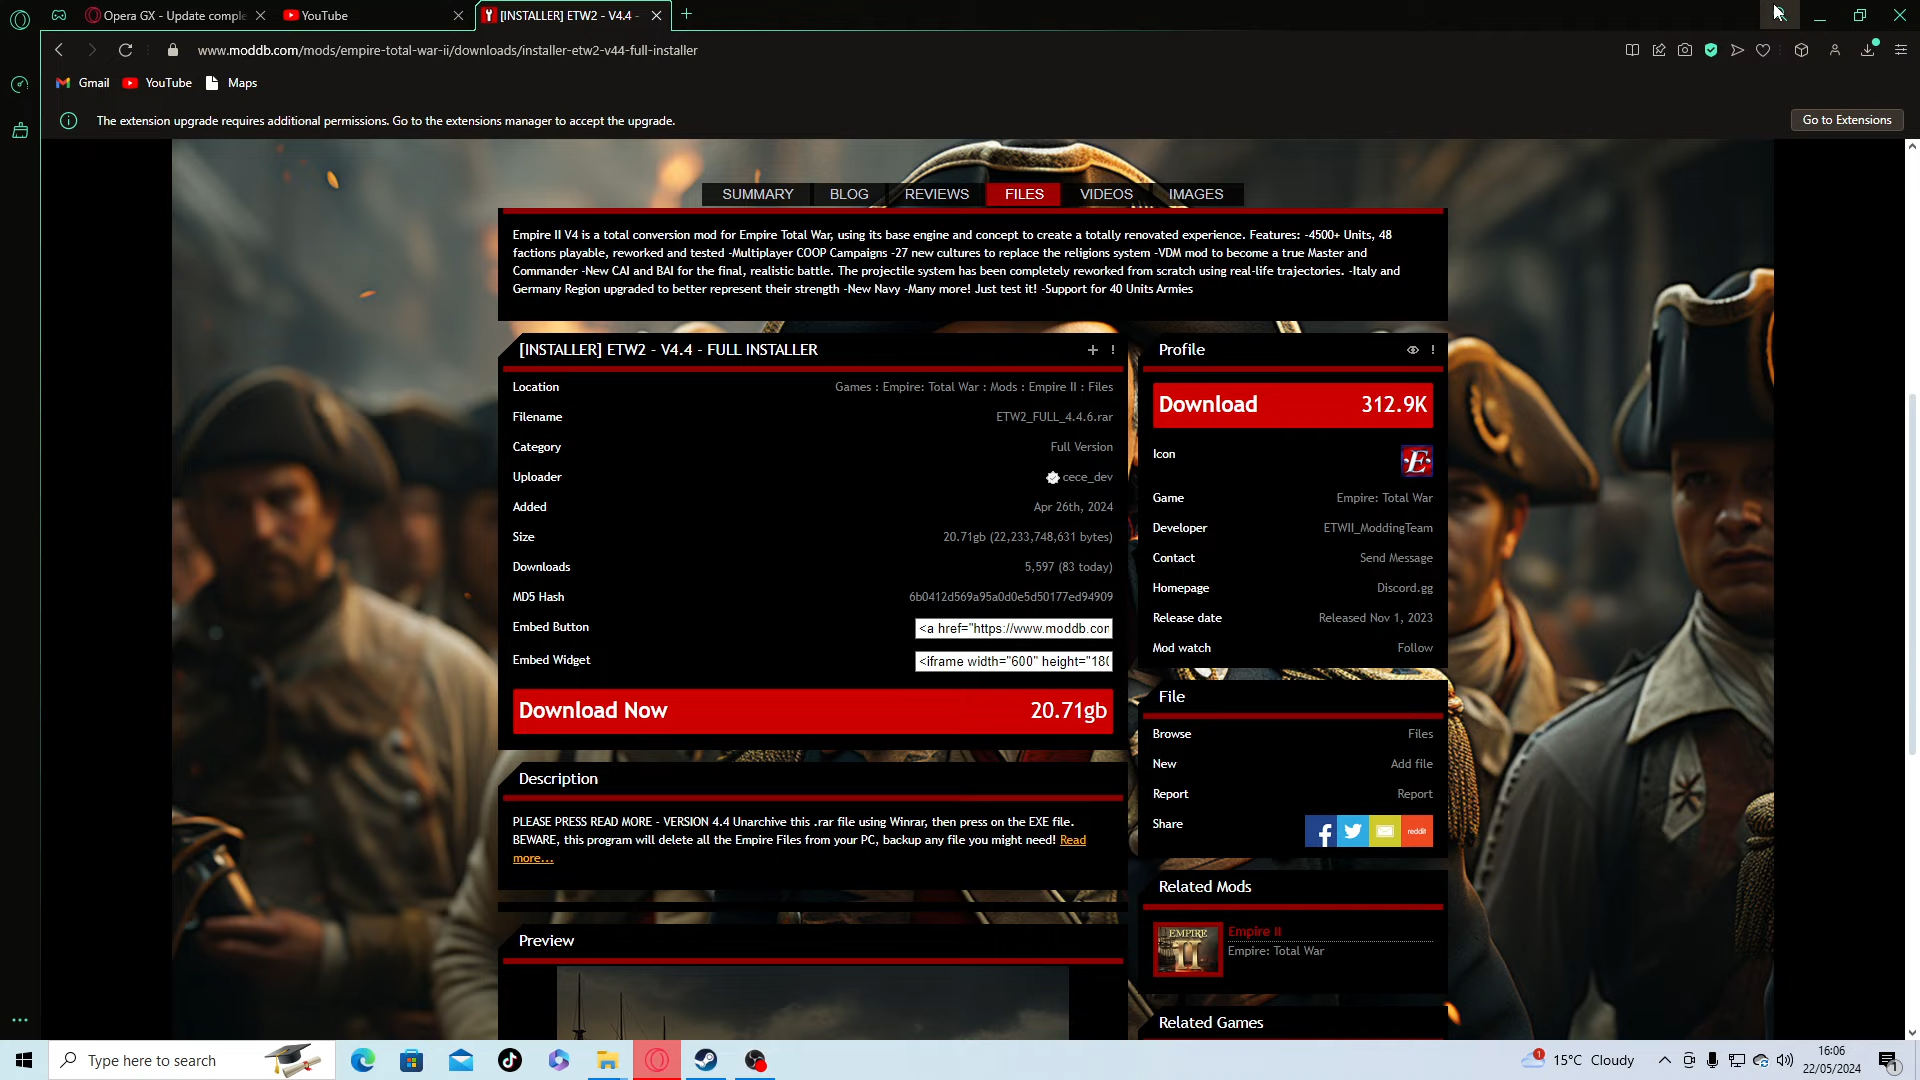 Opera GX - Update comple
YouTube
[INSTALLER] ETW2 - V4.4 -
www.moddb.com/mods/empire-total-war-ii/downloads/installer-etw2-v44-full-installer
Gmail
YouTube
Maps
The extension upgrade requires additional permissions. Go to the extensions manager to accept the upgrade.
Go to Extensions
SUMMARY
BLOG
REVIEWS
FILES
VIDEOS
IMAGES
Empire II V4 is a total conversion mod for Empire Total War, using its base engine and concept to create a totally renovated experience. Features: -4500+ Units, 48
factions playable, reworked and tested -Multiplayer COOP Campaigns -27 new cultures to replace the religions system -VDM mod to become a true Master and
Commander -New CAI and BAI for the final, realistic battle. The projectile system has been completely reworked from scratch using real-life trajectories. -Italy and
Germany Region upgraded to better represent their strength -New Navy -Many more! Just test it! -Support for 40 Units Armies
[INSTALLER] ETW2 - V4.4 - FULL INSTALLER
+ !
Location
Games : Empire: Total War : Mods : Empire II : Files
Filename
ETW2_FULL_4.4.6.rar
Category
Full Version
Uploader
cece_dev
Added
Apr 26th, 2024
Size
20.71gb (22,233,748,631 bytes)
Downloads
5,597 (83 today)
MD5 Hash
6b0412d569a95a0d0e5d50177ed94909
Embed Button
<a href="https://www.moddb.con
Embed Widget
<iframe width="600" height="18(
Download Now
20.71gb
Description
PLEASE PRESS READ MORE - VERSION 4.4 Unarchive this .rar file using Winrar, then press on the EXE file.
BEWARE, this program will delete all the Empire Files from your PC, backup any file you might need! Read
more...
Preview
Profile
!
Download
312.9K
Icon
E
Game
Empire: Total War
Developer
ETWII_ModdingTeam
Contact
Send Message
Homepage
Discord.gg
Release date
Released Nov 1, 2023
Mod watch
Follow
File
Browse
Files
New
Add file
Report
Report
Share
reddit
Related Mods
EMPIRE
II
Empire II
Empire: Total War
Related Games
Type here to search
1
15°C Cloudy
16:06
22/05/2024
1